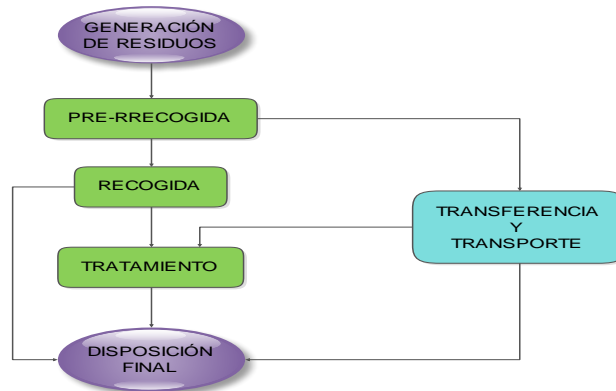 GENERACIÓN
DE RESIDUOS
PRE-RRECOGIDA
RECOGIDA
TRANSFERENCIA
Y
TRANSPORTE
TRATAMIENTO
DISPOSICIÓN
FINAL